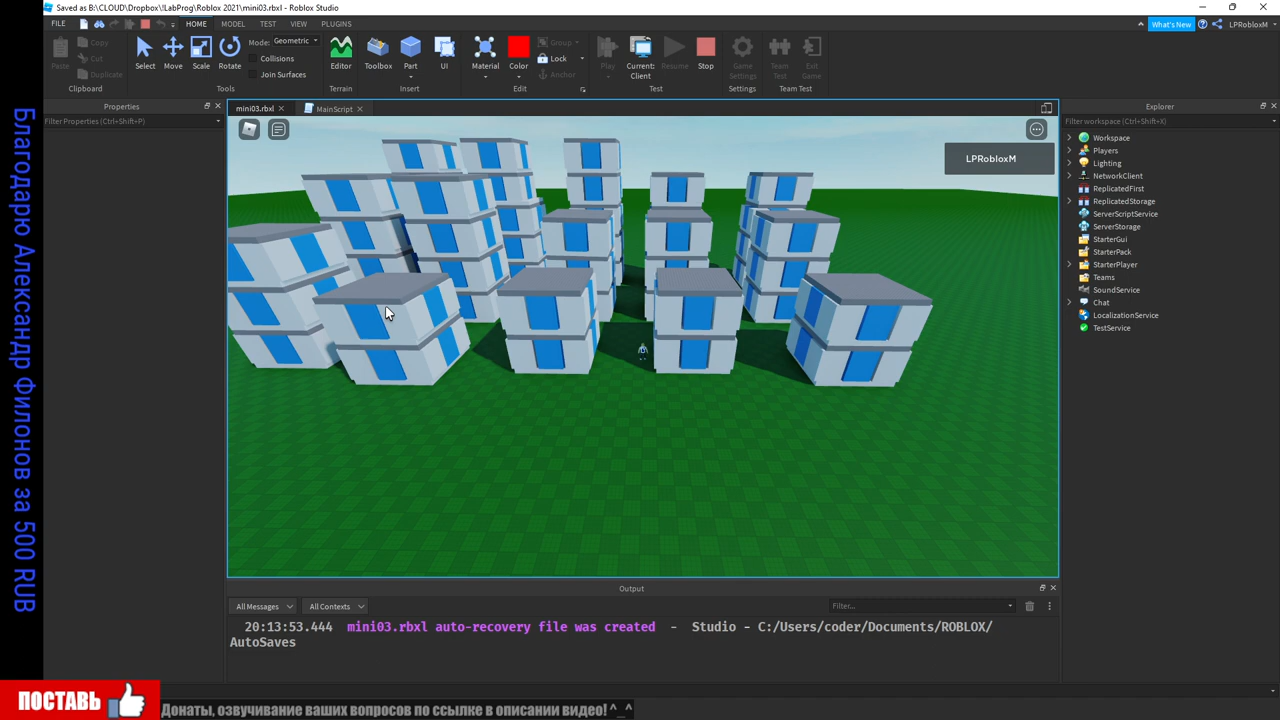 Saved as B:\CLOUD\Dropbox\!LabProg\Roblox 2021\mini03.rbxl - Roblox Studio
FILE
HOME
MODEL
TEST
VIEW
PLUGINS
What's New
LPRobloxM
Paste
Copy
Cut
Duplicate
Clipboard
Select
Move
Scale
Rotate
Mode: Geometric
Collisions
Join Surfaces
Tools
Editor
Terrain
Toolbox
Part
UI
Insert
Material
Color
Group
Lock
Anchor
Edit
Play
Current:
Client
Resume
Stop
Test
Game
Settings
Settings
Team
Test
Exit
Game
Team Test
Properties
Filter Properties (Ctrl+Shift+P)
mini03.rbxl
MainScript
LPRobloxM
Explorer
Filter workspace (Ctrl+Shift+X)
Workspace
Players
Lighting
NetworkClient
ReplicatedFirst
ReplicatedStorage
ServerScriptService
ServerStorage
StarterGui
StarterPack
StarterPlayer
Teams
SoundService
Chat
LocalizationService
TestService
Output
All Messages
All Contexts
Filter...
20:13:53.444 mini03.rbxl auto-recovery file was created - Studio - C:/Users/coder/Documents/ROBLOX/
AutoSaves
Благодарю Александр Филонов за 500 RUB
ПОСТАВЬ
Донаты, озвучивание ваших вопросов по ссылке в описании видео! ^_^